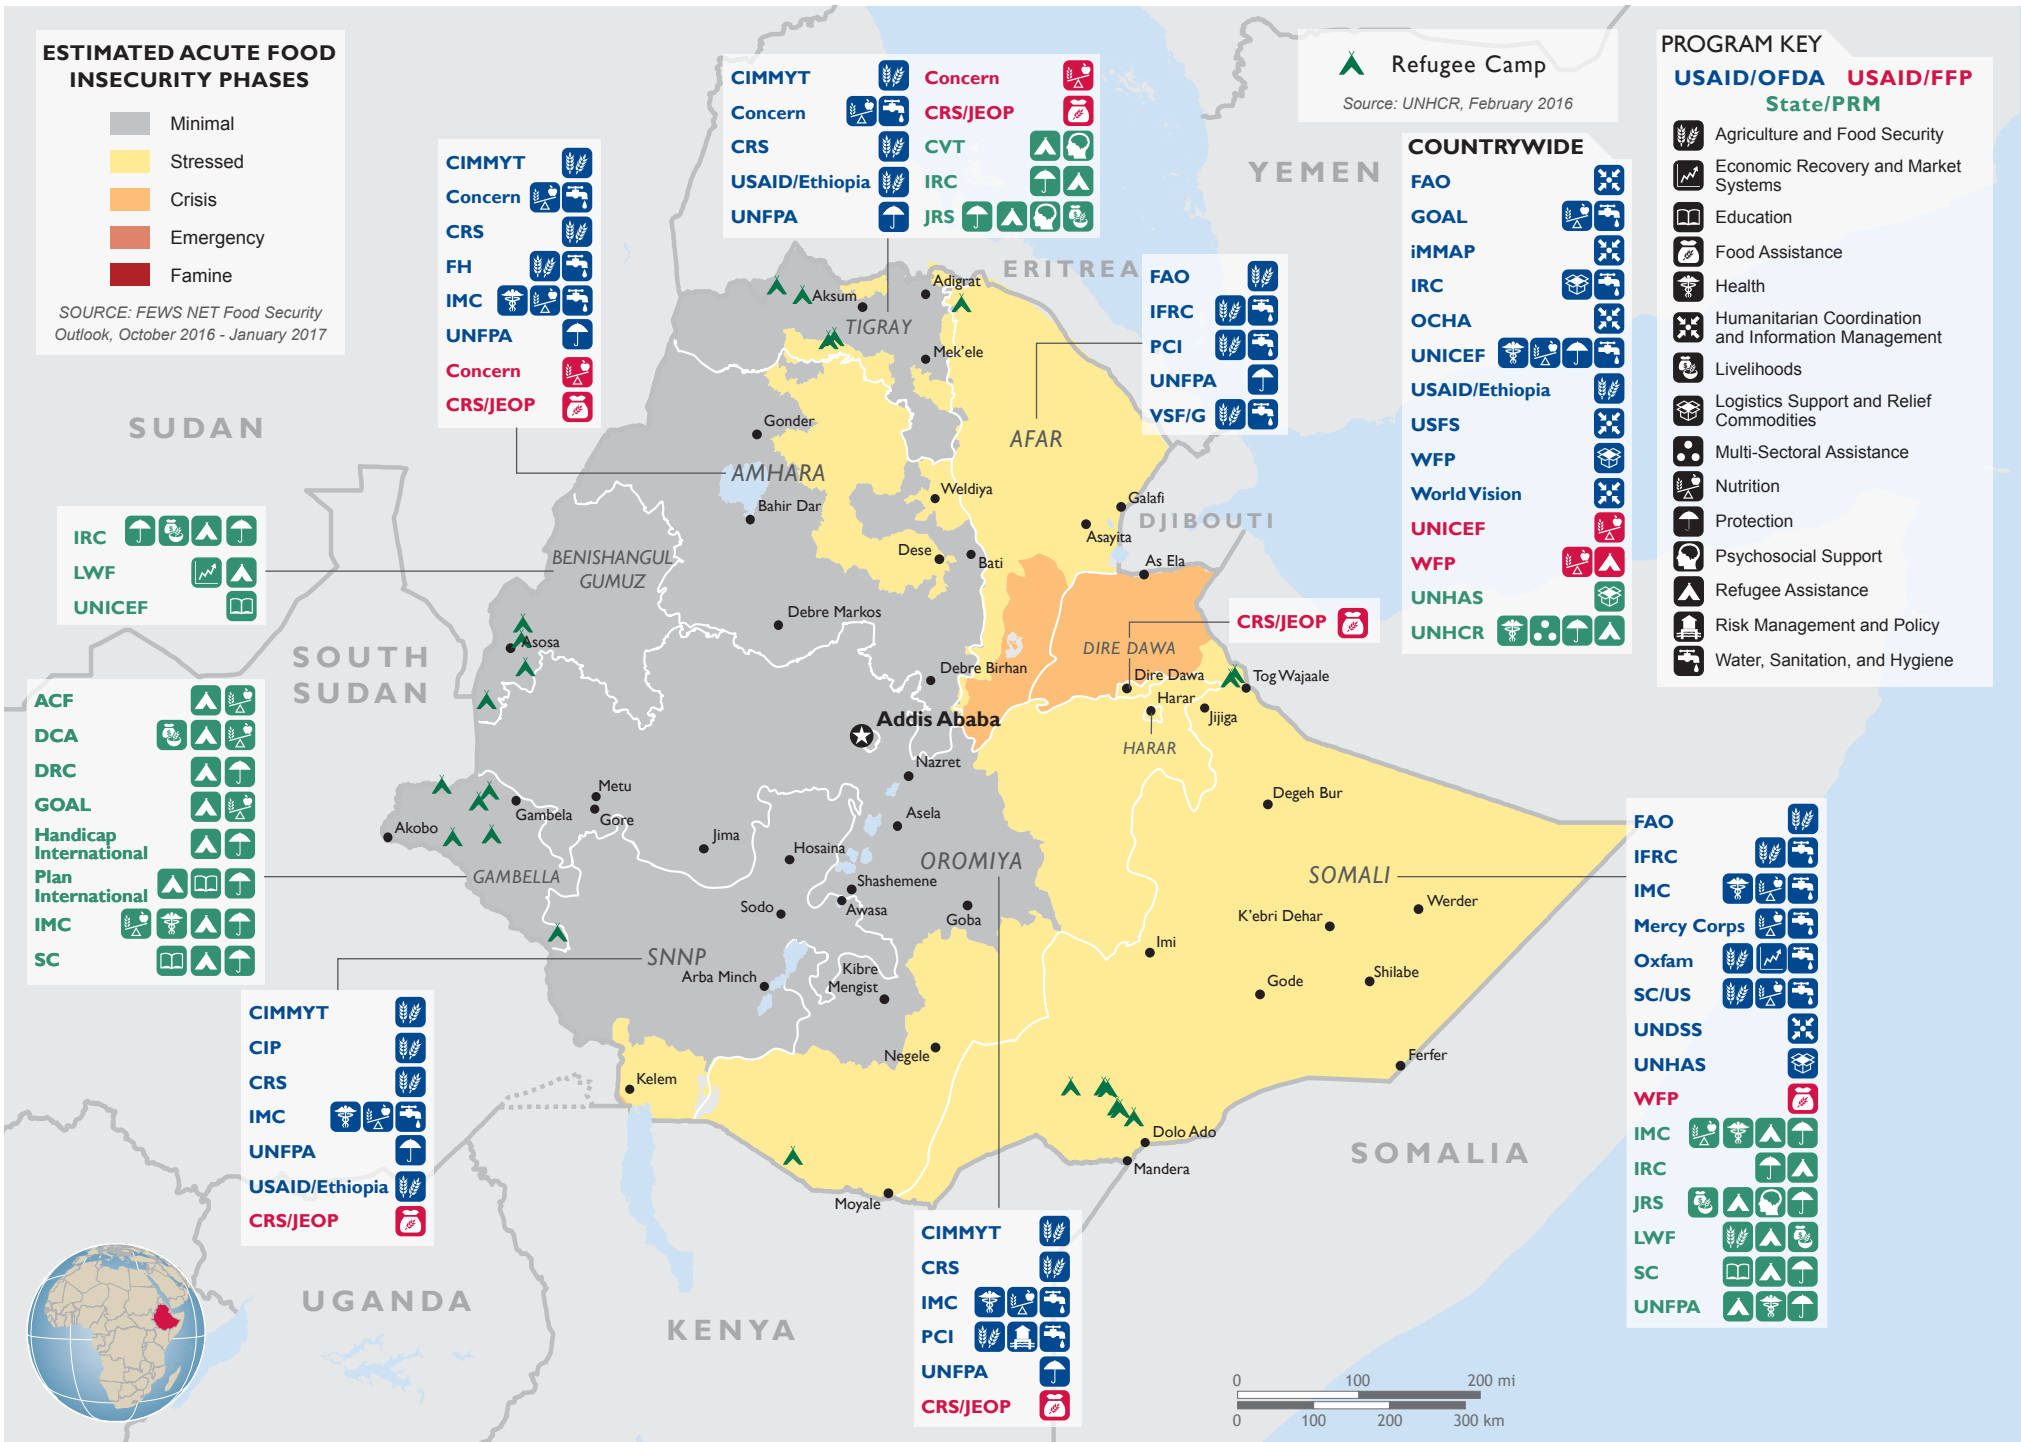 ESTIMATED ACUTE FOOD
INSECURITY PHASES
Minimal
Stressed
Crisis
Emergency
Famine
SOURCE: FEWS NET Food Security
Outlook, October 2016 - January 2017
CIMMYT
Concern
CRS
FH
IMC
UNFPA
Concern
CRS/JEOP
CIMMYT
Concern
CRS
USAID/Ethiopia
UNFPA
Concern
CRS/JEOP
CVT
IRC
JRS
Refugee Camp
Source: UNHCR, February 2016
PROGRAM KEY
USAID/OFDA USAID/FFP
State/PRM
Agriculture and Food Security
Economic Recovery and Market
Systems
Education
Food Assistance
Health
Humanitarian Coordination
and Information Management
Livelihoods
Logistics Support and Relief
Commodities
Multi-Sectoral Assistance
Nutrition
Protection
Psychosocial Support
Refugee Assistance
Risk Management and Policy
Water, Sanitation, and Hygiene
COUNTRYWIDE
FAO
GOAL
iMMAP
IRC
OCHA
UNICEF
USAID/Ethiopia
USFS
WFP
World Vision
UNICEF
WFP
UNHAS
UNHCR
FAO
IFRC
PCI
UNFPA
VSF/G
CRS/JEOP
IRC
LWF
UNICEF
ACF
DCA
DRC
GOAL
Handicap
International
Plan
International
IMC
SC
CIMMYT
CIP
CRS
IMC
UNFPA
USAID/Ethiopia
CRS/JEOP
CIMMYT
CRS
IMC
PCI
UNFPA
CRS/JEOP
FAO
IFRC
IMC
Mercy Corps
Oxfam
SC/US
UNDSS
UNHAS
WFP
IMC
IRC
JRS
LWF
SC
UNFPA
YEMEN
ERITREA
SUDAN
DJIBOUTI
SOUTH
SUDAN
SOMALIA
UGANDA
KENYA
TIGRAY
AFAR
AMHARA
BENISHANGUL
GUMUZ
DIRE DAWA
HARAR
OROMIYA
SOMALI
GAMBELLA
SNNP
Adigrat
Aksum
Mek'ele
Gonder
Weldiya
Bahir Dar
Galafi
Asayita
Dese
Bati
As Ela
Debre Markos
Asosa
Debre Birhan
Dire Dawa
Tog Wajaale
Harar
Jijiga
Addis Ababa
Nazret
Metu
Gore
Gambela
Akobo
Jima
Asela
Hosaina
Degeh Bur
Shashemene
Awasa
Sodo
Goba
Werder
K'ebri Dehar
Imi
Arba Minch
Kibre
Mengist
Gode
Shilabe
Negele
Ferfer
Kelem
Dolo Ado
Mandera
Moyale
0 100 200 mi
0 100 200 300 km